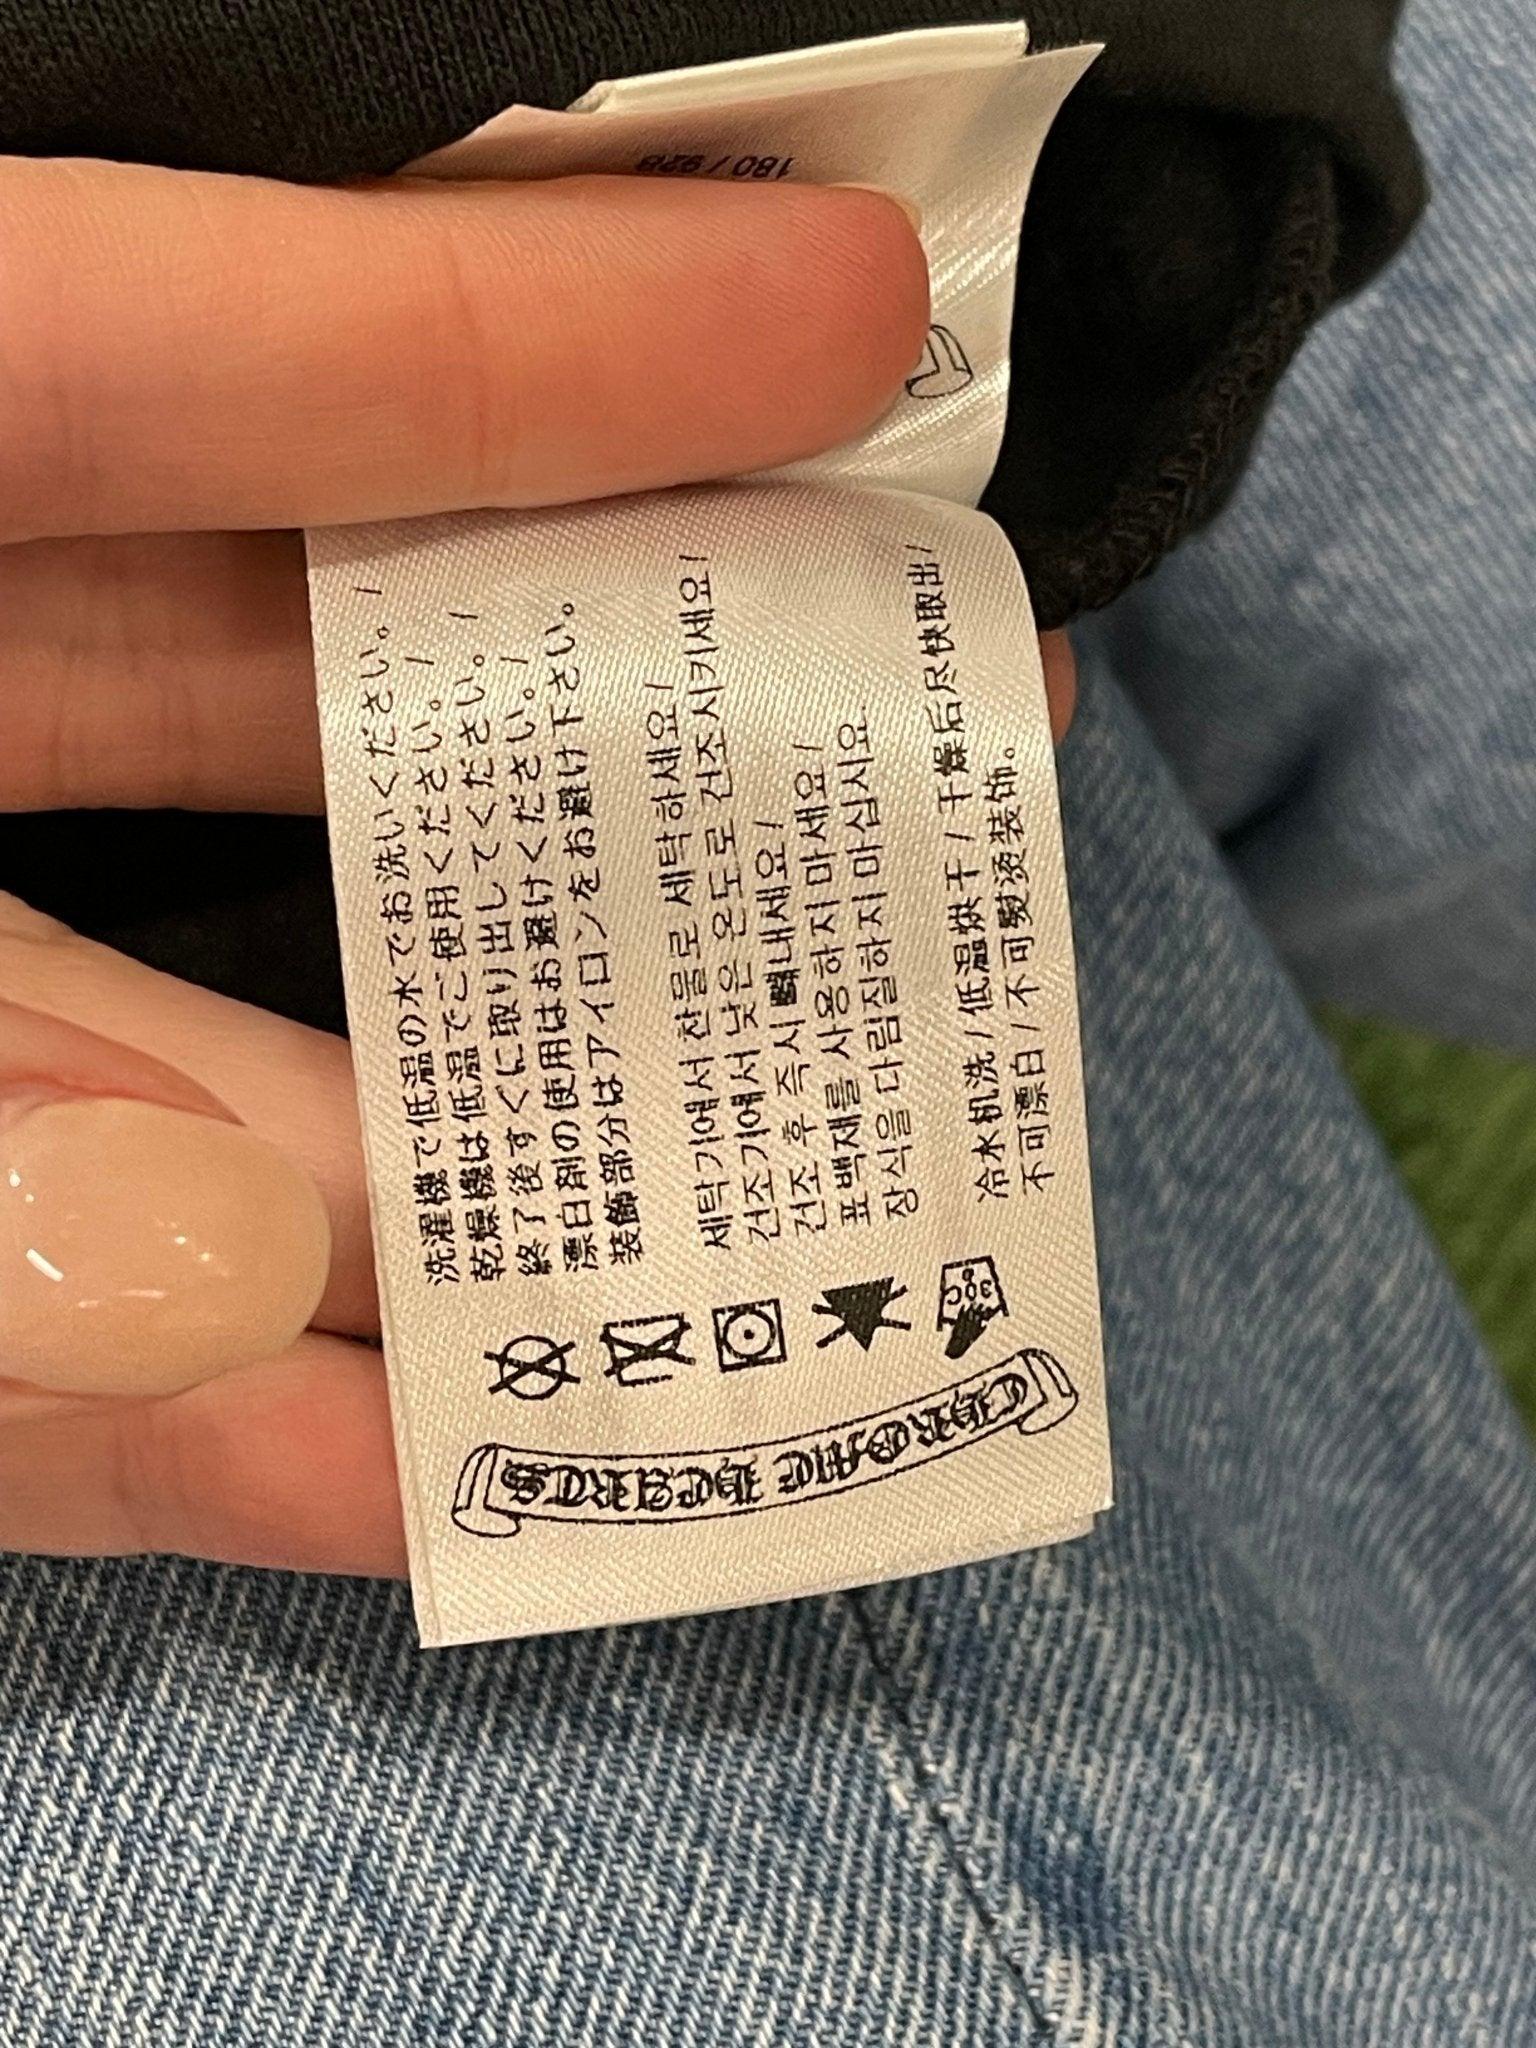 洗濯機で低温の水でお洗いください。/
乾燥機は低温でご使用ください。/
終了後すぐに取り出してください。/
漂白剤の使用はお避けください。/
装飾部分はアイロンをお避け下さい。
세탁기에서 찬물로 세탁하세요/
건조기에서 낮은 온도로 건조시키세요/
건조 후 즉시 빼내세요/
표백제를 사용하지 마세요/
장식을 다림질하지 마십시요.
冷水机洗/低温烘干/干燥后尽快取出/
不可漂白/不可熨烫装饰。
CHROME HEARTS
180/92B